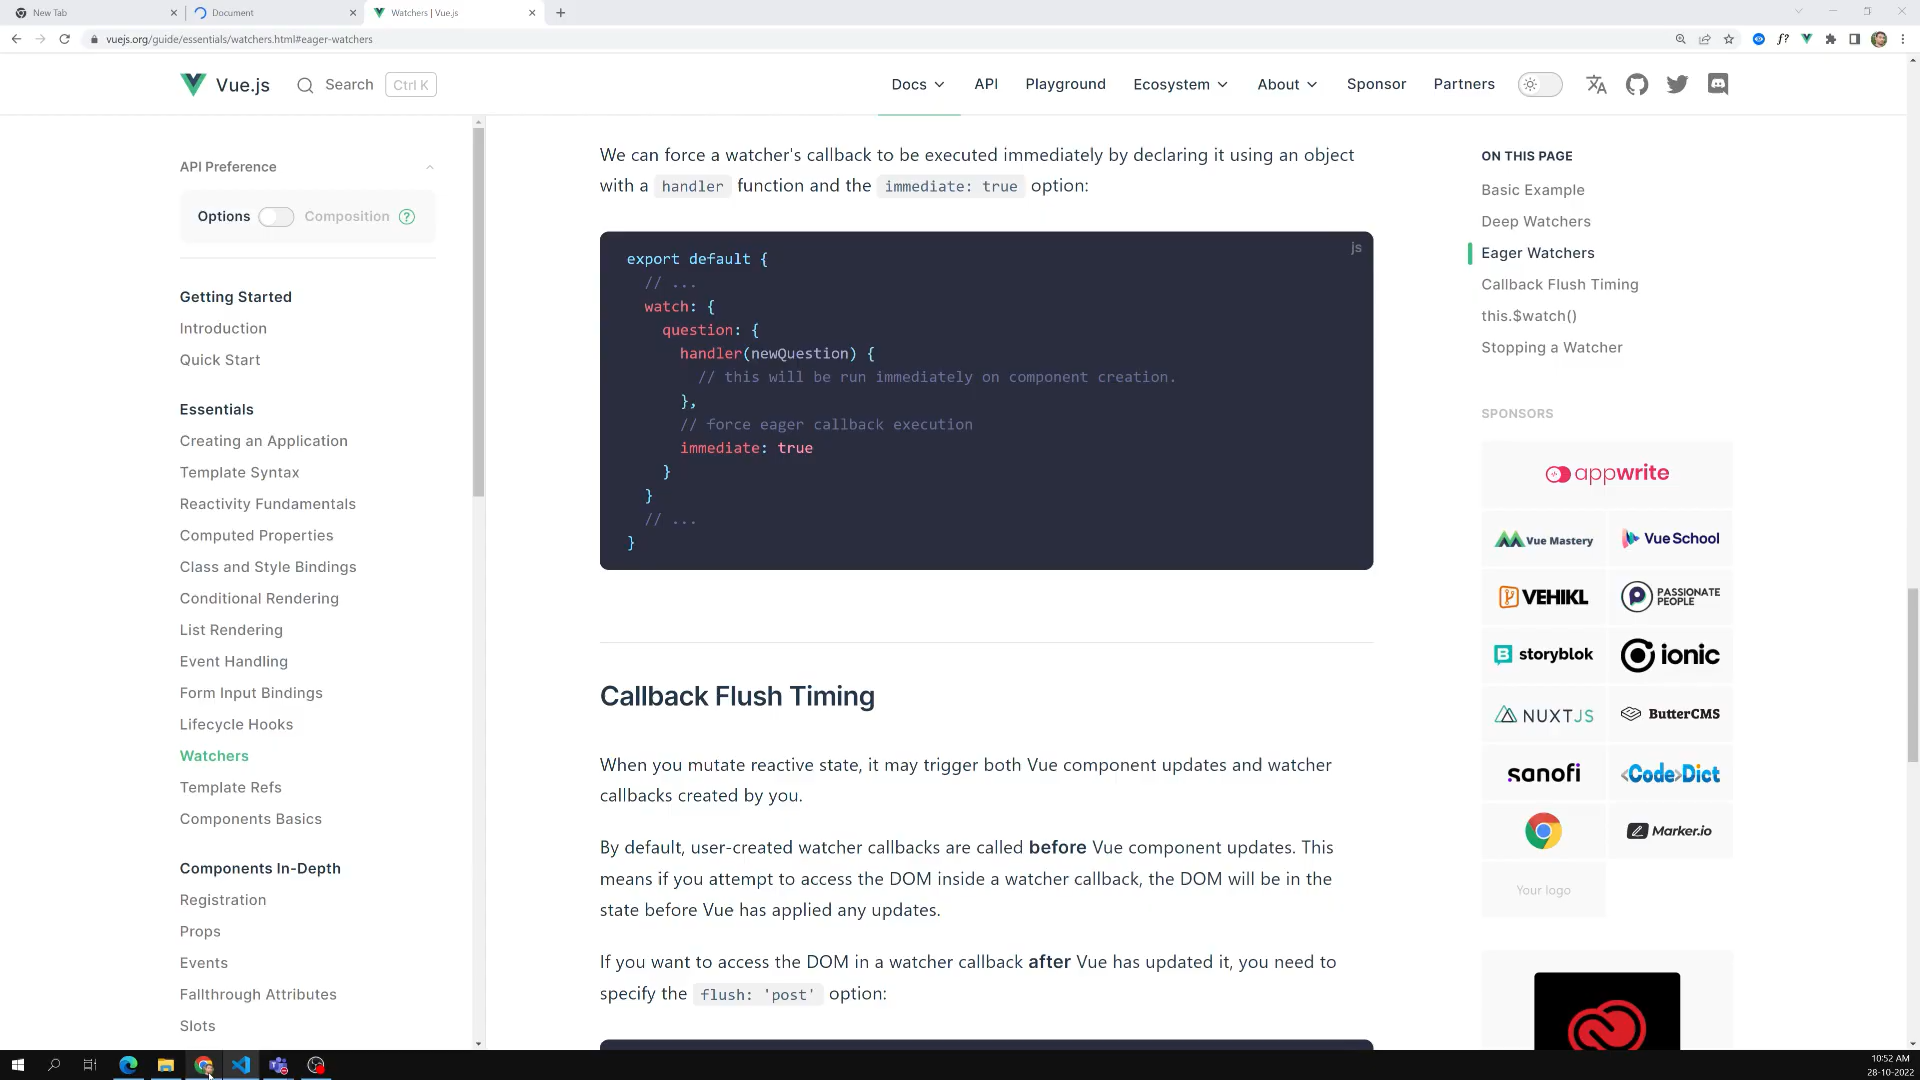 New Tab
Document
Watchers | Vue.js
vuejs.org/guide/essentials/watchers.html#eager-watchers
Vue.js
Search
Ctrl K
Docs
API
Playground
Ecosystem
About
Sponsor
Partners
API Preference
Options
Composition
?
Getting Started
Introduction
Quick Start
Essentials
Creating an Application
Template Syntax
Reactivity Fundamentals
Computed Properties
Class and Style Bindings
Conditional Rendering
List Rendering
Event Handling
Form Input Bindings
Lifecycle Hooks
Watchers
Template Refs
Components Basics
Components In-Depth
Registration
Props
Events
Fallthrough Attributes
Slots
We can force a watcher's callback to be executed immediately by declaring it using an object
with a handler function and the immediate: true option:
js
export default {
// ...
watch: {
question: {
handler(newQuestion) {
// this will be run immediately on component creation.
},
// force eager callback execution
immediate: true
}
}
// ...
}
Callback Flush Timing
When you mutate reactive state, it may trigger both Vue component updates and watcher
callbacks created by you.
By default, user-created watcher callbacks are called before Vue component updates. This
means if you attempt to access the DOM inside a watcher callback, the DOM will be in the
state before Vue has applied any updates.
If you want to access the DOM in a watcher callback after Vue has updated it, you need to
specify the flush: 'post' option:
ON THIS PAGE
Basic Example
Deep Watchers
Eager Watchers
Callback Flush Timing
this.$watch()
Stopping a Watcher
SPONSORS
appwrite
Vue Mastery
VueSchool
VEHIKL
PASSIONATE
PEOPLE
storyblok
ionic
NUXTJS
ButterCMS
sanofi
<Code>Dict
Marker.io
Your logo
10:52 AM
28-10-2022